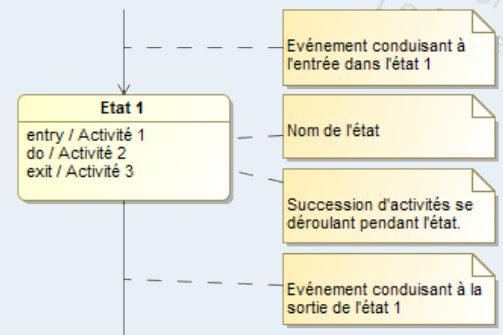 Evénement conduisant à
l'entrée dans l'état 1
Etat 1
entry / Activité 1
do / Activité 2
exit / Activité 3
Nom de l'état
Succession d'activités se
déroulant pendant l'état.
Evénement conduisant à la
sortie de l'état 1